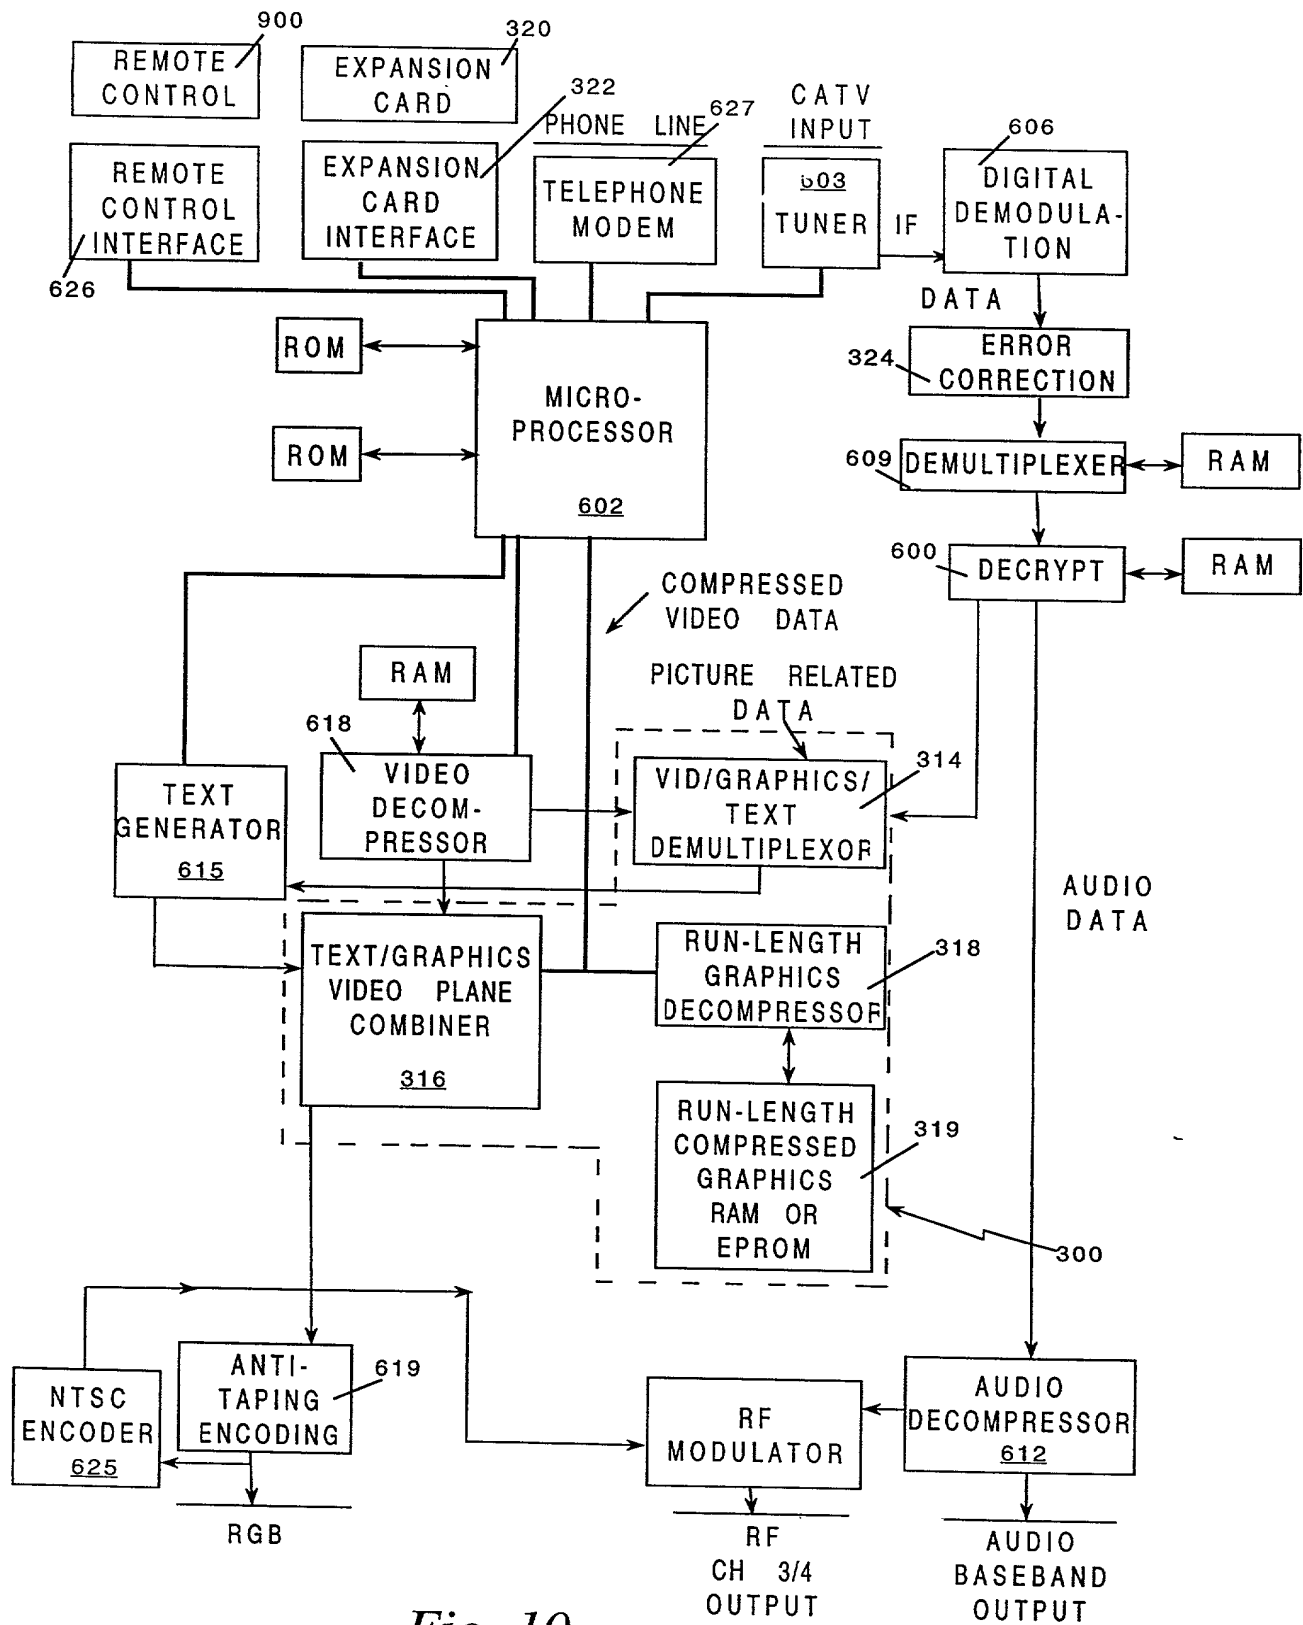 900
REMOTE
CONTROL
320
EXPANSION
CARD
322
PHONE LINE
627
CATV
INPUT
606
REMOTE
CONTROL
INTERFACE
626
EXPANSION
CARD
INTERFACE
TELEPHONE
MODEM
603
TUNER
IF
DIGITAL
DEMODULA-
TION
DATA
ROM
ROM
MICRO-
PROCESSOR
602
324
ERROR
CORRECTION
609
DEMULTIPLEXER
RAM
600
DECRYPT
RAM
COMPRESSED
VIDEO DATA
PICTURE RELATED
DATA
RAM
618
VIDEO
DECOM-
PRESSOR
314
VID/GRAPHICS/
TEXT
DEMULTIPLEXOR
TEXT
GENERATOR
615
AUDIO
DATA
TEXT/GRAPHICS
VIDEO PLANE
COMBINER
316
RUN-LENGTH
GRAPHICS
DECOMPRESSOR
318
RUN-LENGTH
COMPRESSED
GRAPHICS
RAM OR
EPROM
319
300
NTSC
ENCODER
625
ANTI-
TAPING
ENCODING
619
RF
MODULATOR
AUDIO
DECOMPRESSOR
612
RGB
RF
CH 3/4
OUTPUT
AUDIO
BASEBAND
OUTPUT
Fig. 10